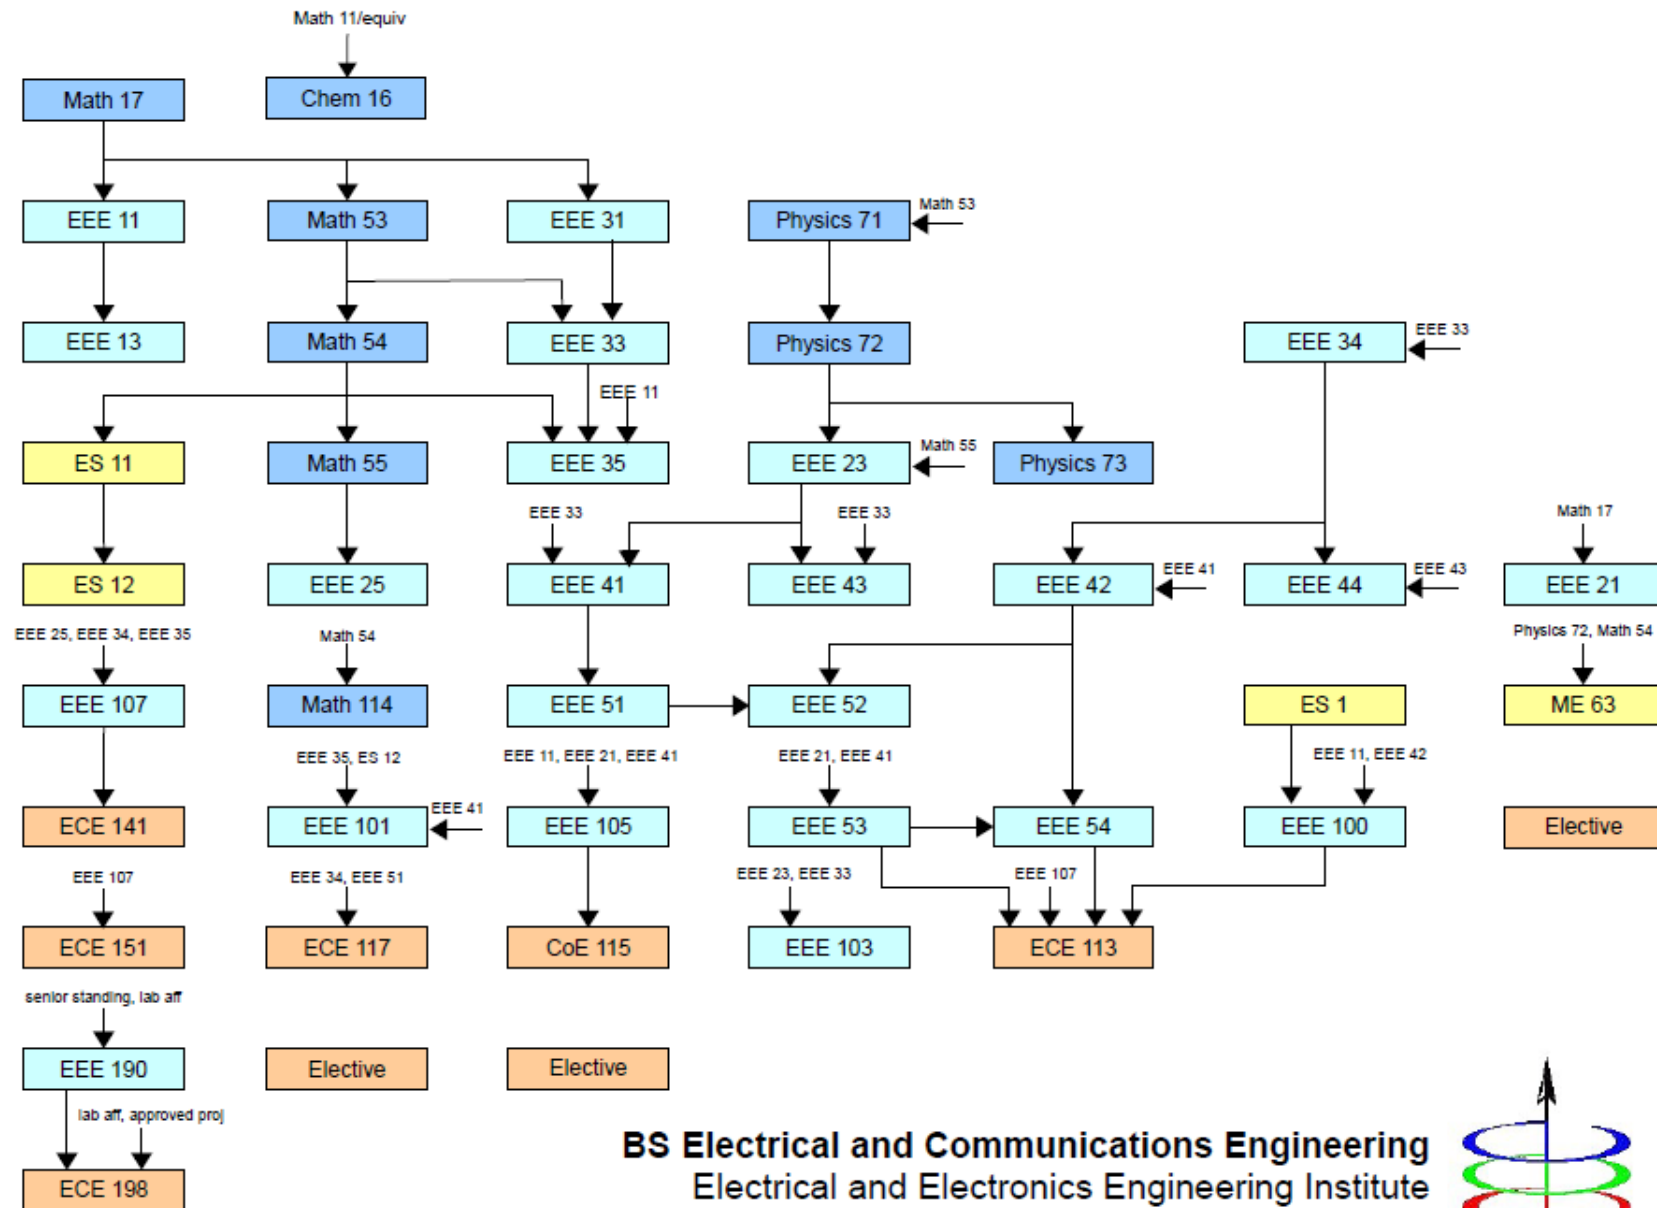 Math 11/equiv
Math 17
Chem 16
EEE 11
Math 53
EEE 31
Physics 71
Math 53
EEE 13
Math 54
EEE 33
Physics 72
EEE 34
EEE 33
EEE 11
ES 11
Math 55
EEE 35
EEE 23
Math 55
Physics 73
EEE 33
EEE 33
Math 17
ES 12
EEE 25
EEE 41
EEE 43
EEE 42
EEE 41
EEE 44
EEE 43
EEE 21
EEE 25, EEE 34, EEE 35
Math 54
Physics 72, Math 54
EEE 107
Math 114
EEE 51
EEE 52
ES 1
ME 63
EEE 35, ES 12
EEE 11, EEE 21, EEE 41
EEE 21, EEE 41
EEE 11, EEE 42
ECE 141
EEE 101
EEE 41
EEE 105
EEE 53
EEE 54
EEE 100
Elective
EEE 107
EEE 34, EEE 51
EEE 23, EEE 33
EEE 107
ECE 151
ECE 117
CoE 115
EEE 103
ECE 113
senior standing, lab aff
EEE 190
Elective
Elective
lab aff, approved proj
ECE 198
BS Electrical and Communications Engineering
Electrical and Electronics Engineering Institute